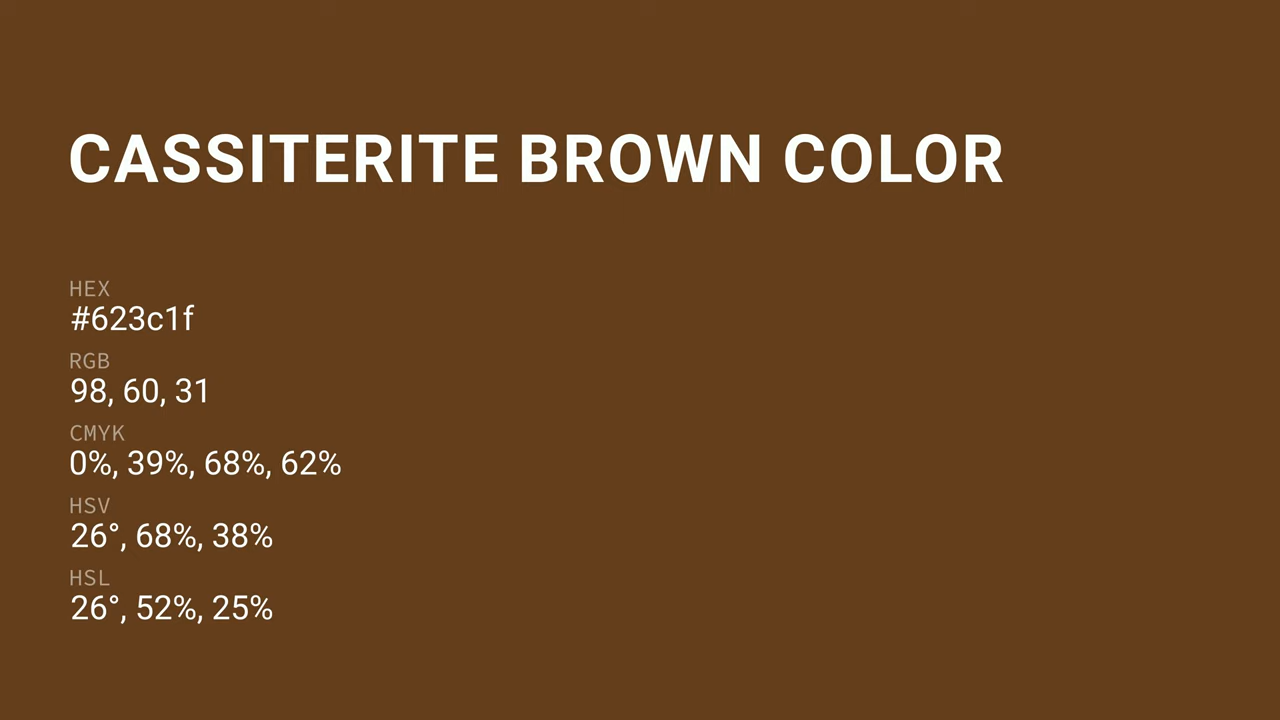 CASSITERITE BROWN COLOR
HEX
#623c1f
RGB
98, 60, 31
CMYK
0%, 39%, 68%, 62%
HSV
26°, 68%, 38%
HSL
26°, 52%, 25%